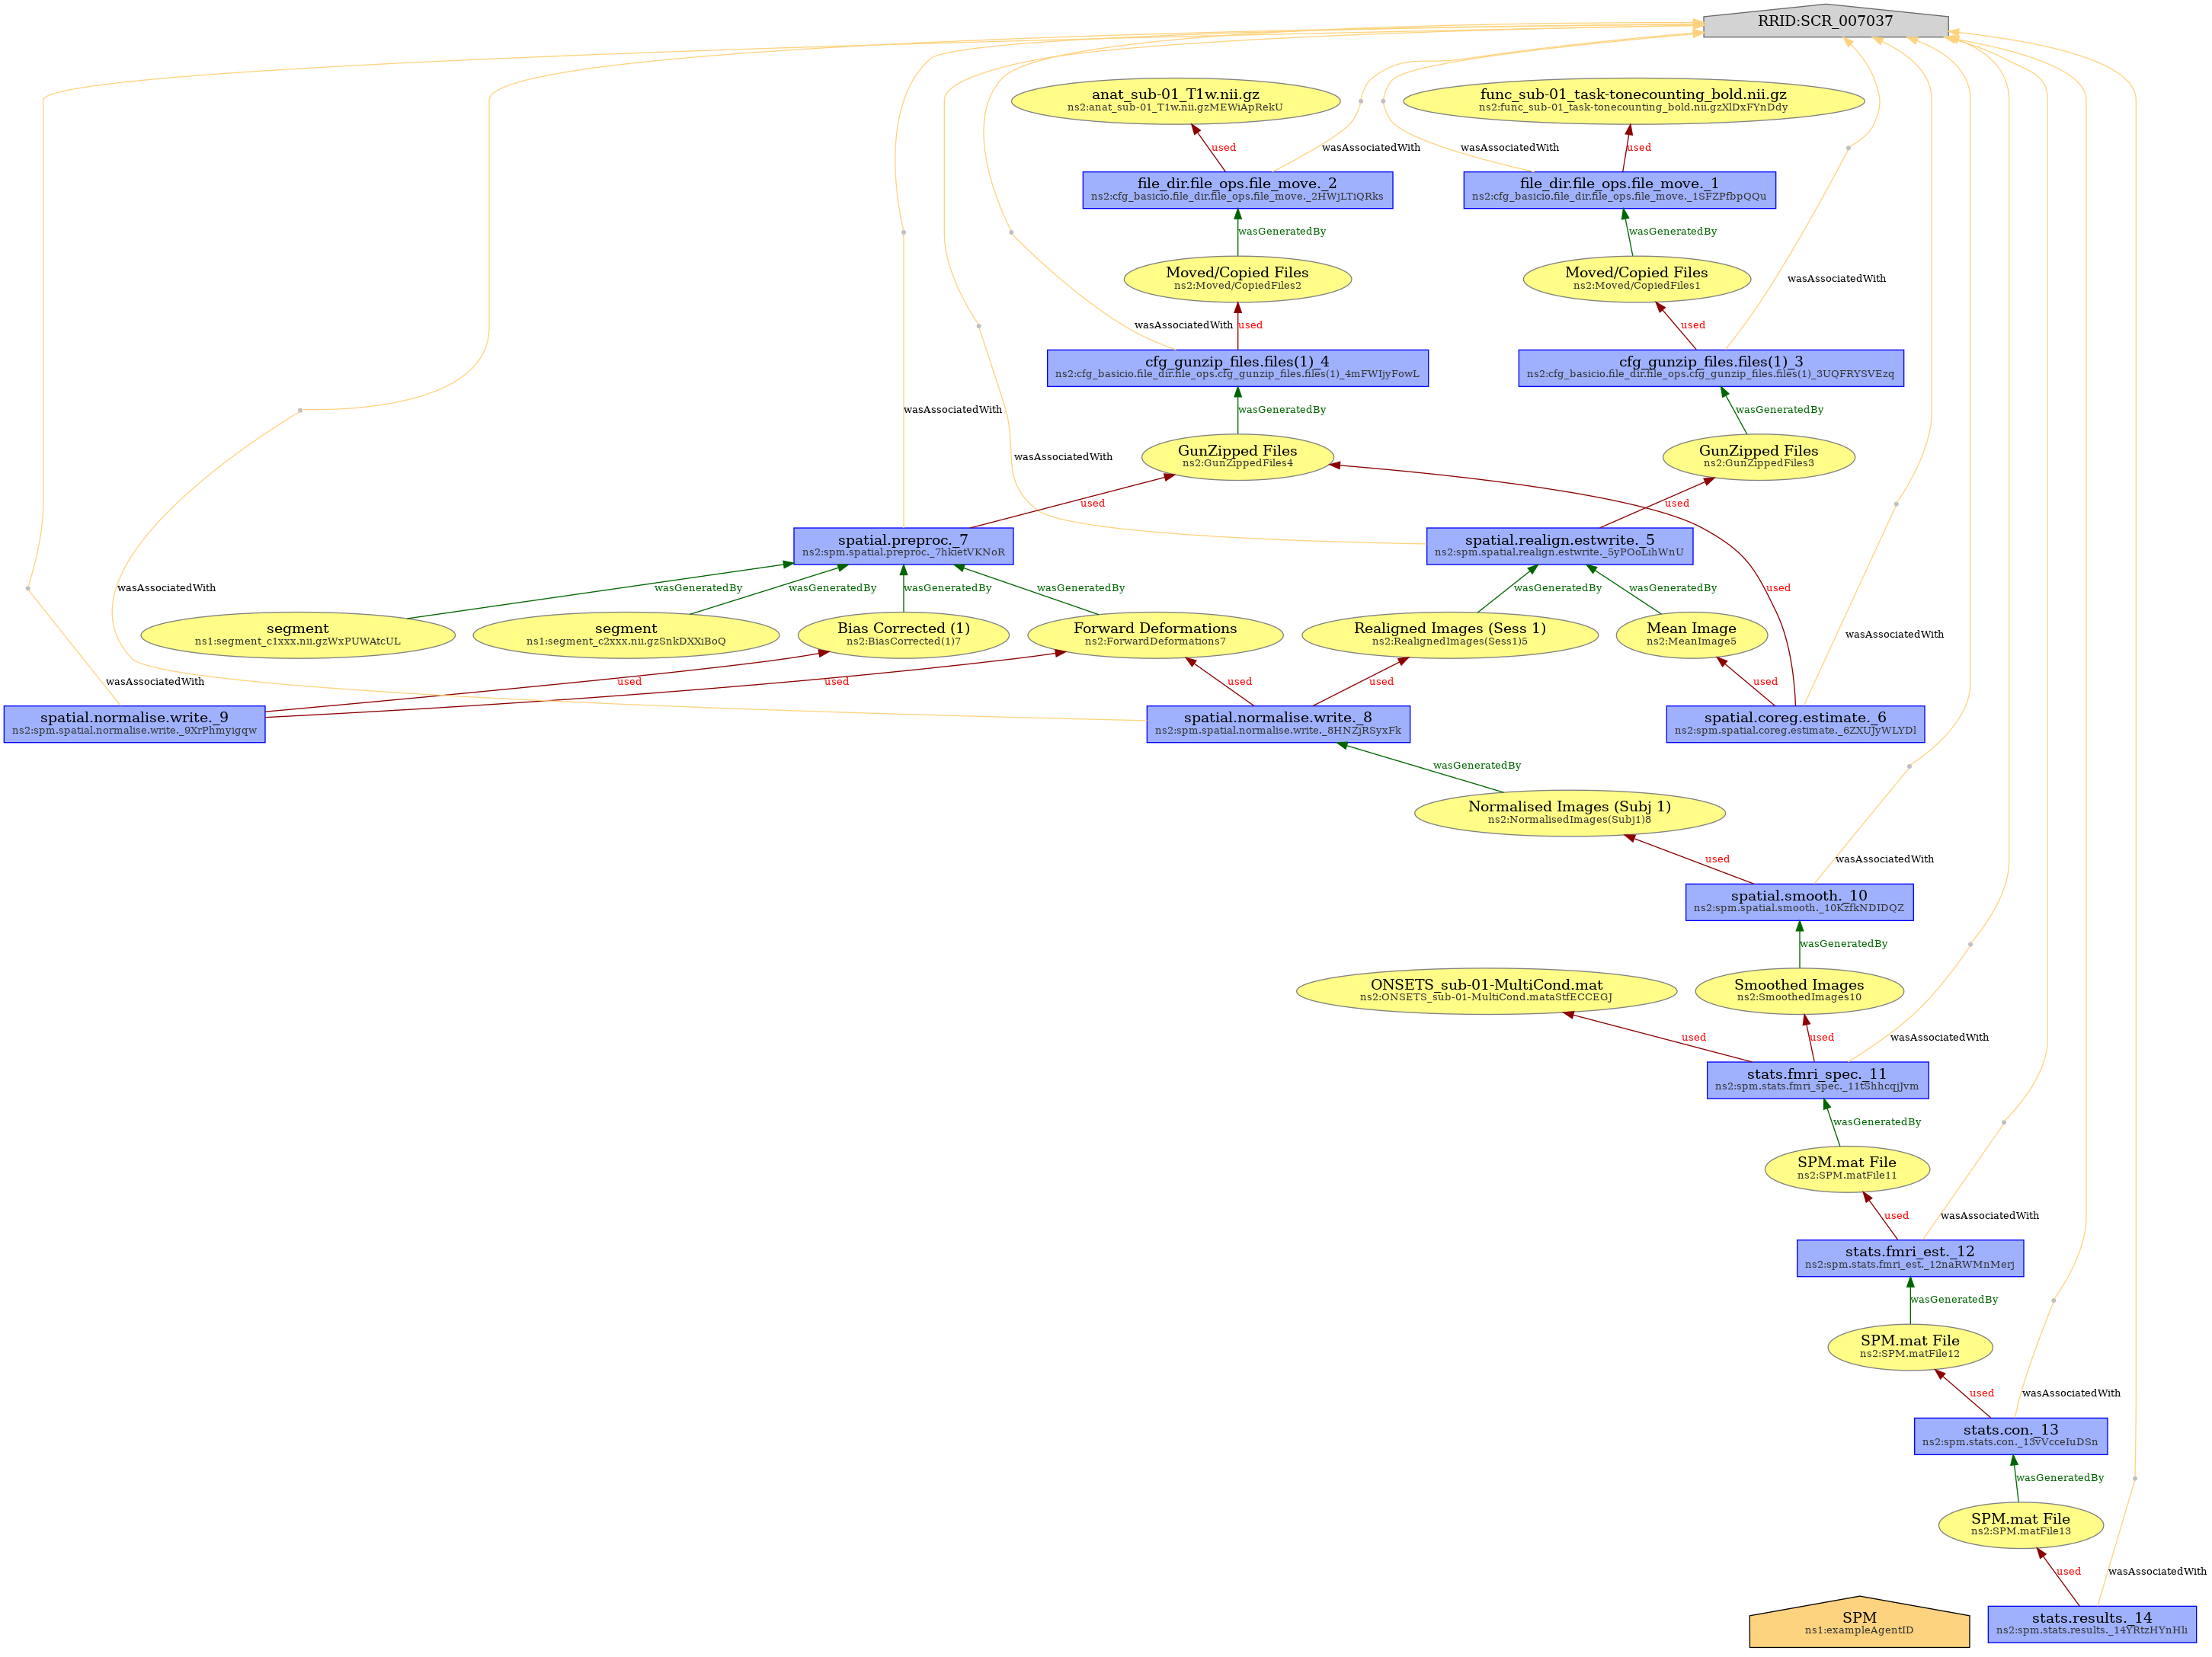 RRID:SCR_007037
anat_sub-01_T1w.nii.gz
ns2:anat_sub-01_T1w.nii.gzMEWiApRekU
func_sub-01_task-tonecounting_bold.nii.gz
ns2:func_sub-01_task-tonecounting_bold.nii.gzXlDxFYnDdy
used
wasAssociatedWith
wasAssociatedWith
used
file_dir.file_ops.file_move._2
ns2:cfg_basicio.file_dir.file_ops.file_move._2HWjLTiQRks
file_dir.file_ops.file_move._1
ns2:cfg_basicio.file_dir.file_ops.file_move._1SFZPfbpQQu
wasGeneratedBy
wasGeneratedBy
Moved/Copied Files
ns2:Moved/CopiedFiles2
Moved/Copied Files
ns2:Moved/CopiedFiles1
wasAssociatedWith
wasAssociatedWith
used
used
cfg_gunzip_files.files(1)_4
ns2:cfg_basicio.file_dir.file_ops.cfg_gunzip_files.files(1)_4mFWIjyFowL
cfg_gunzip_files.files(1)_3
ns2:cfg_basicio.file_dir.file_ops.cfg_gunzip_files.files(1)_3UQFRYSVEzq
wasAssociatedWith
wasGeneratedBy
wasGeneratedBy
GunZipped Files
ns2:GunZippedFiles4
GunZipped Files
ns2:GunZippedFiles3
wasAssociatedWith
used
used
spatial.preproc._7
ns2:spm.spatial.preproc._7hkietVKNoR
spatial.realign.estwrite._5
ns2:spm.spatial.realign.estwrite._5yPOoLihWnU
wasAssociatedWith
wasGeneratedBy
wasGeneratedBy
wasGeneratedBy
wasGeneratedBy
wasGeneratedBy
wasGeneratedBy
used
segment
ns1:segment_c1xxx.nii.gzWxPUWAtcUL
segment
ns1:segment_c2xxx.nii.gzSnkDXXiBoQ
Bias Corrected (1)
ns2:BiasCorrected(1)7
Forward Deformations
ns2:ForwardDeformations7
Realigned Images (Sess 1)
ns2:RealignedImages(Sess1)5
Mean Image
ns2:MeanImage5
wasAssociatedWith
wasAssociatedWith
used
used
used
used
used
spatial.normalise.write._9
ns2:spm.spatial.normalise.write._9XrPhmyigqw
spatial.normalise.write._8
ns2:spm.spatial.normalise.write._8HNZjRSyxFk
spatial.coreg.estimate._6
ns2:spm.spatial.coreg.estimate._6ZXUJyWLYDl
wasGeneratedBy
Normalised Images (Subj 1)
ns2:NormalisedImages(Subj1)8
used
wasAssociatedWith
spatial.smooth._10
ns2:spm.spatial.smooth._10KzfkNDIDQZ
wasGeneratedBy
ONSETS_sub-01-MultiCond.mat
ns2:ONSETS_sub-01-MultiCond.mataStfECCEGJ
Smoothed Images
ns2:SmoothedImages10
used
used
wasAssociatedWith
stats.fmri_spec._11
ns2:spm.stats.fmri_spec._11tShhcqjJvm
wasGeneratedBy
SPM.mat File
ns2:SPM.matFile11
used
wasAssociatedWith
stats.fmri_est._12
ns2:spm.stats.fmri_est._12naRWMnMerj
wasGeneratedBy
SPM.mat File
ns2:SPM.matFile12
used
wasAssociatedWith
stats.con._13
ns2:spm.stats.con._13vVcceIuDSn
wasGeneratedBy
SPM.mat File
ns2:SPM.matFile13
used
wasAssociatedWith
SPM
ns1:exampleAgentID
stats.results._14
ns2:spm.stats.results._14YRtzHYnHli